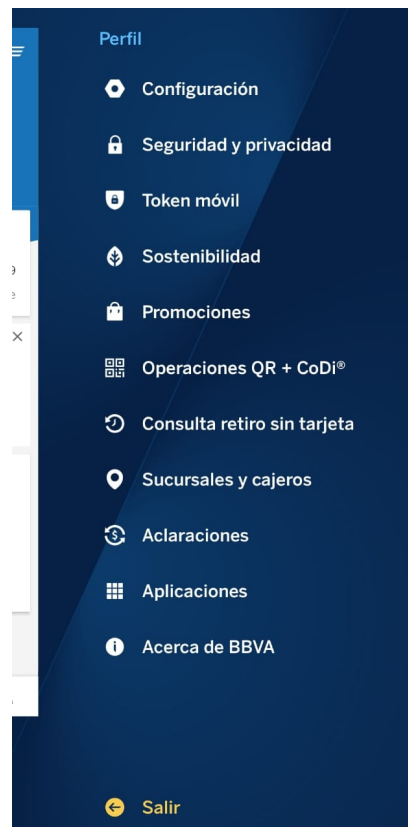 Perfil
Configuración
Seguridad y privacidad
Token móvil
Sostenibilidad
Promociones
Operaciones QR + CoDi®
Consulta retiro sin tarjeta
Sucursales y cajeros
Aclaraciones
Aplicaciones
Acerca de BBVA
Salir